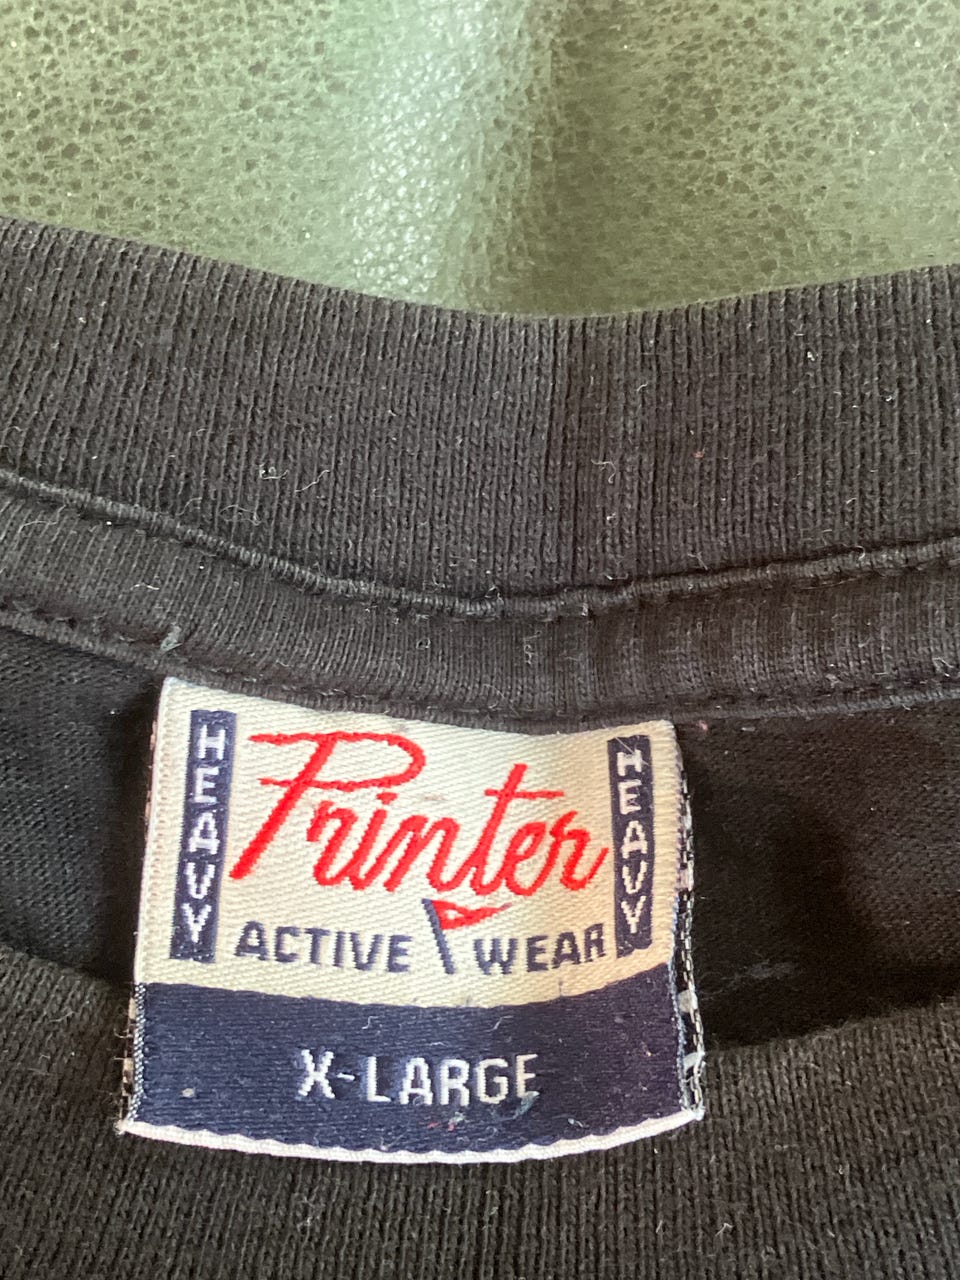 HEAVY
Printer
HEAVY
ACTIVE WEAR
X-LARGE